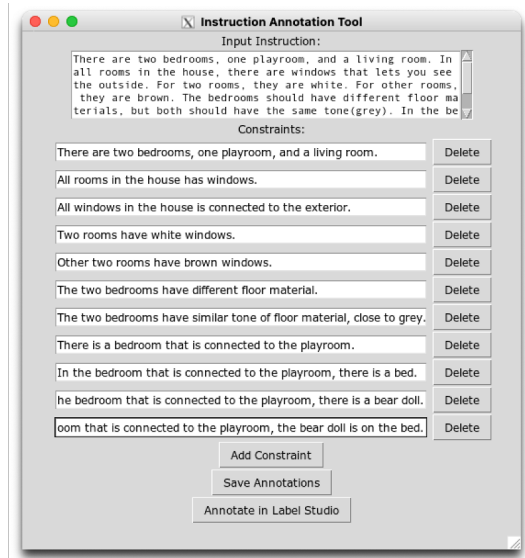 Instruction Annotation Tool
Input Instruction:
There are two bedrooms, one playroom, and a living room. In
all rooms in the house, there are windows that lets you see
the outside. For two rooms, they are white. For other rooms,
they are brown. The bedrooms should have different floor ma
terials, but both should have the same tone(grey). In the be
Constraints:
There are two bedrooms, one playroom, and a living room. Delete
All rooms in the house has windows. Delete
All windows in the house is connected to the exterior. Delete
Two rooms have white windows. Delete
Other two rooms have brown windows. Delete
The two bedrooms have different floor material. Delete
The two bedrooms have similar tone of floor material, close to grey. Delete
There is a bedroom that is connected to the playroom. Delete
In the bedroom that is connected to the playroom, there is a bed. Delete
he bedroom that is connected to the playroom, there is a bear doll. Delete
oom that is connected to the playroom, the bear doll is on the bed. Delete
Add Constraint
Save Annotations
Annotate in Label Studio